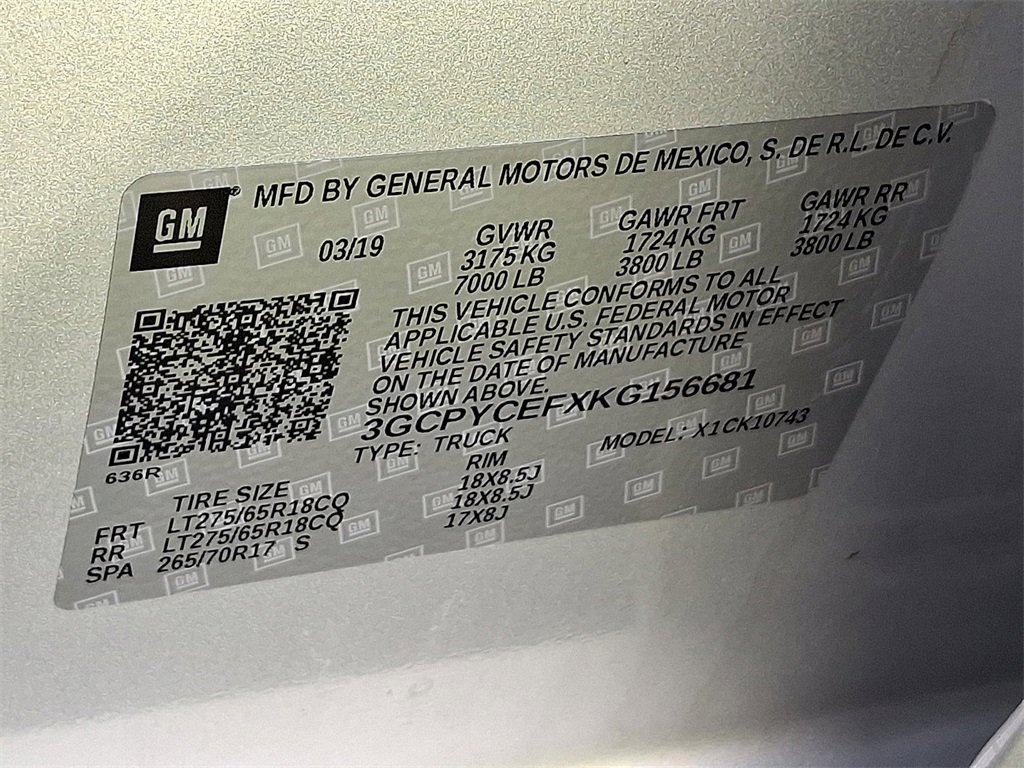 GM
MFD BY GENERAL MOTORS DE MEXICO, S. DE R.L. DE C.V.
03/19 GVWR GAWR FRT GAWR RR
3175 KG 1724 KG 1724 KG
7000 LB 3800 LB 3800 LB
THIS VEHICLE CONFORMS TO ALL
APPLICABLE U.S. FEDERAL MOTOR
VEHICLE SAFETY STANDARDS IN EFFECT
ON THE DATE OF MANUFACTURE
SHOWN ABOVE.
3GCPYCEFXKG156681
TYPE: TRUCK MODEL: X1CK10743
636R
TIRE SIZE RIM
FRT LT275/65R18CQ 18X8.5J
RR LT275/65R18CQ 18X8.5J
SPA 265/70R17 S 17X8J